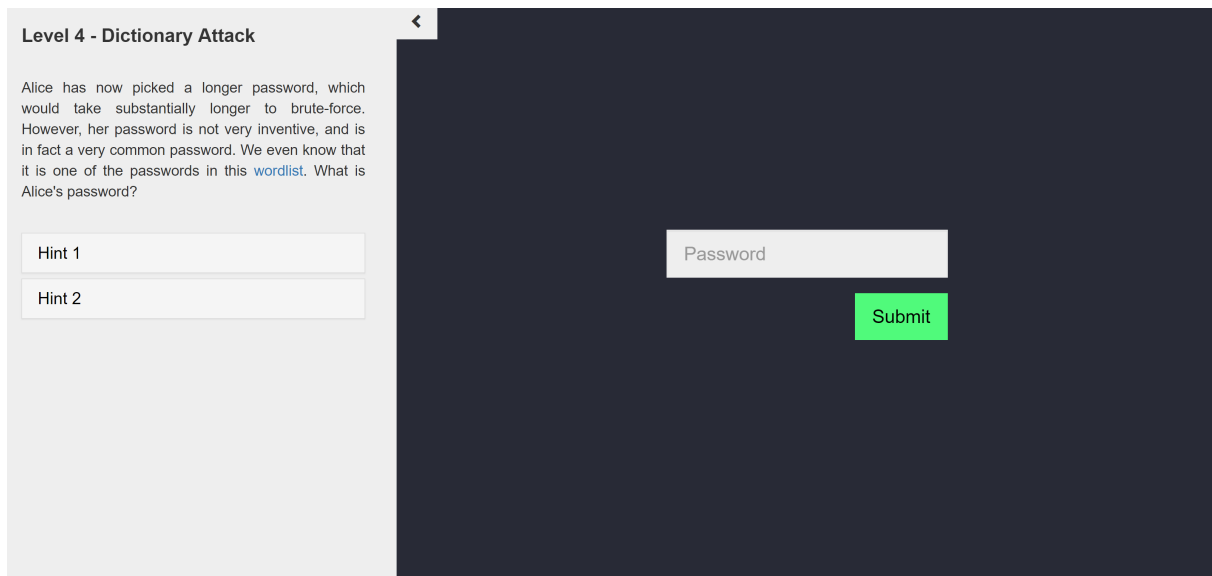 Level 4 - Dictionary Attack
Alice has now picked a longer password, which
would take substantially longer to brute-force.
However, her password is not very inventive, and is
in fact a very common password. We even know that
it is one of the passwords in this wordlist. What is
Alice's password?
Hint 1
Hint 2
Password
Submit